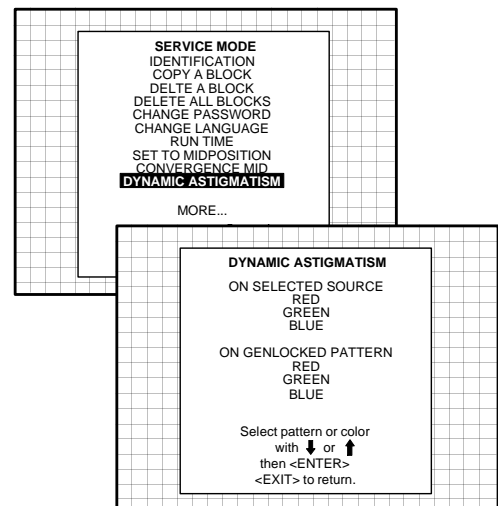 SERVICE MODE
IDENTIFICATION
COPY A BLOCK
DELTE A BLOCK
DELETE ALL BLOCKS
CHANGE PASSWORD
CHANGE LANGUAGE
RUN TIME
SET TO MIDPOSITION
CONVERGENCE MID
DYNAMIC ASTIGMATISM
MORE...
DYNAMIC ASTIGMATISM
ON SELECTED SOURCE
RED
GREEN
BLUE
ON GENLOCKED PATTERN
RED
GREEN
BLUE
Select pattern or color
with ⬇ or ⬆
then <ENTER>
<EXIT> to return.